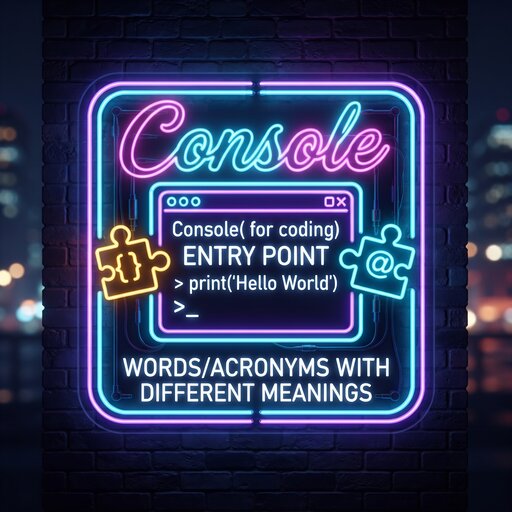 Console
Console( for coding)
ENTRY POINT
> print('Hello World')
>_
{}
@
WORDS/ACRONYMS WITH
DIFFERENT MEANINGS